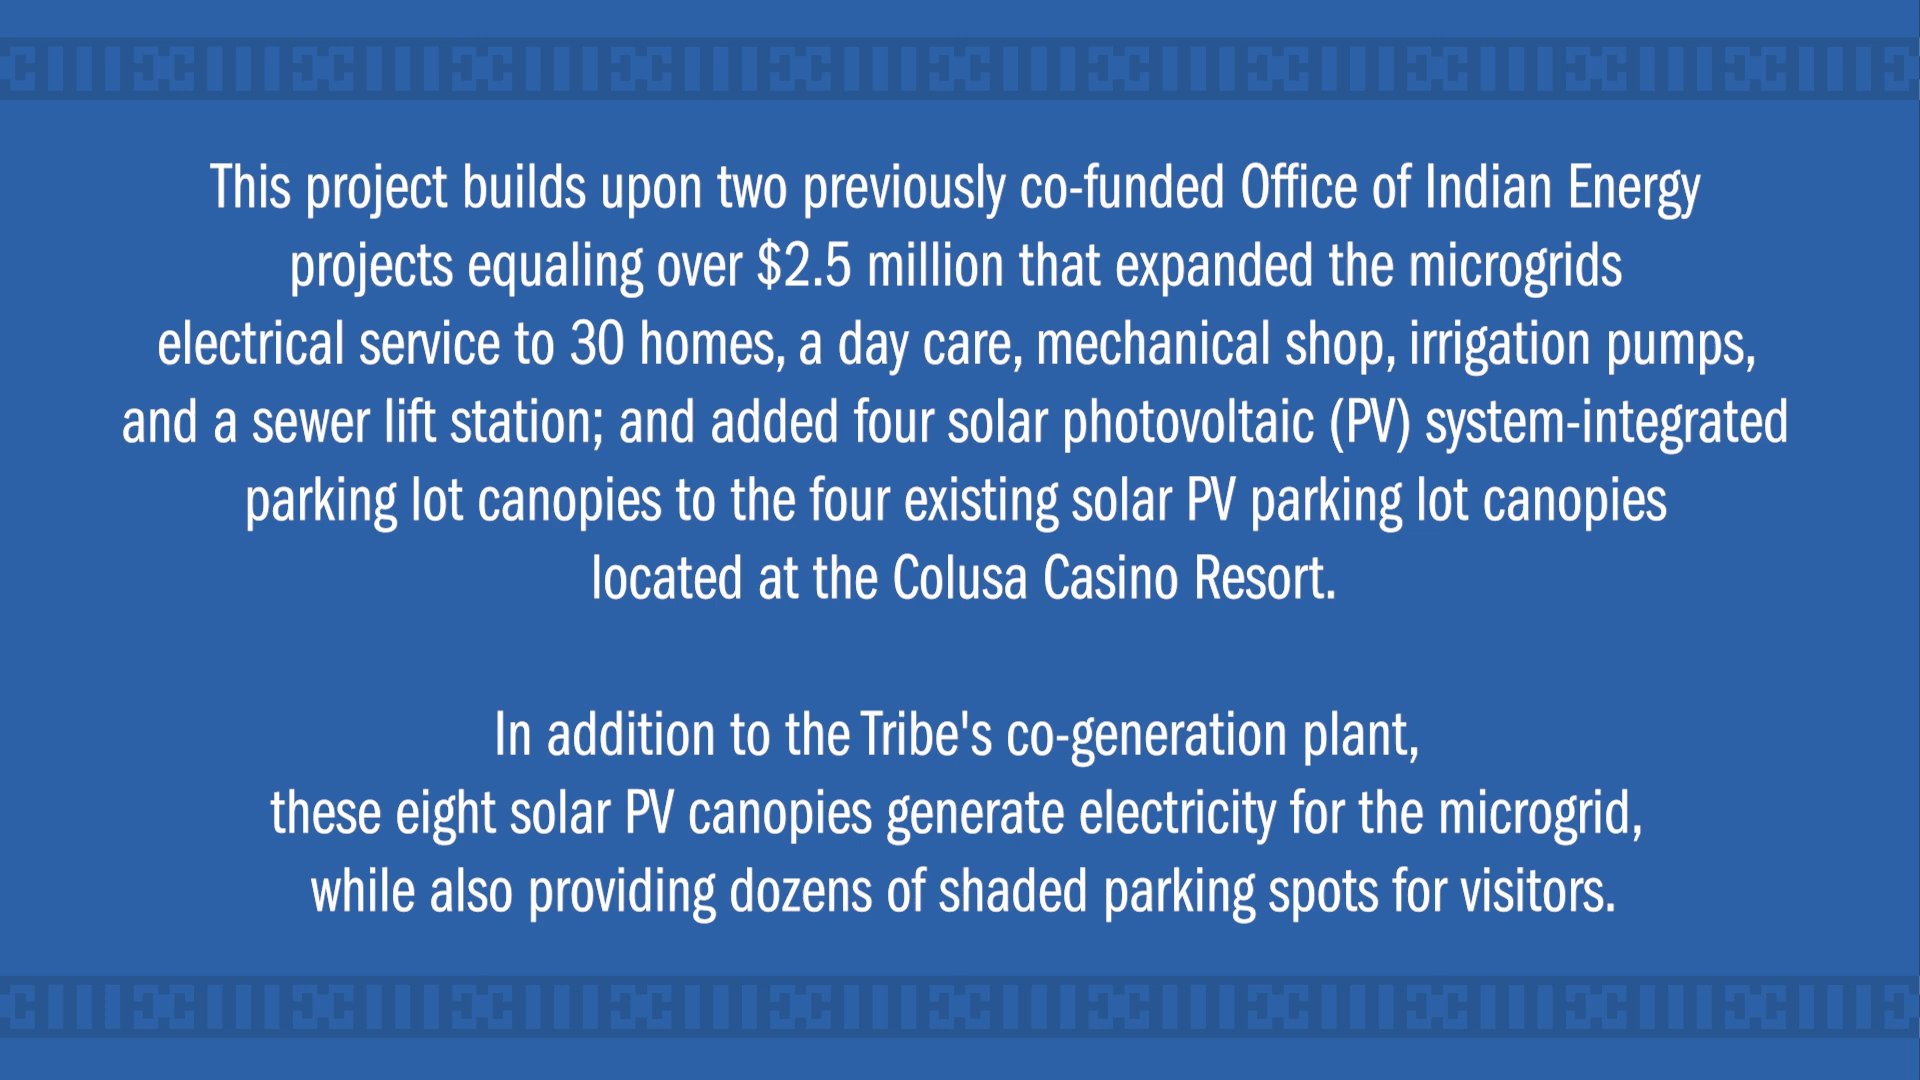 This project builds upon two previously co-funded Office of Indian Energy
projects equaling over $2.5 million that expanded the microgrids
electrical service to 30 homes, a day care, mechanical shop, irrigation pumps,
and a sewer lift station; and added four solar photovoltaic (PV) system-integrated
parking lot canopies to the four existing solar PV parking lot canopies
located at the Colusa Casino Resort.
In addition to the Tribe's co-generation plant,
these eight solar PV canopies generate electricity for the microgrid,
while also providing dozens of shaded parking spots for visitors.